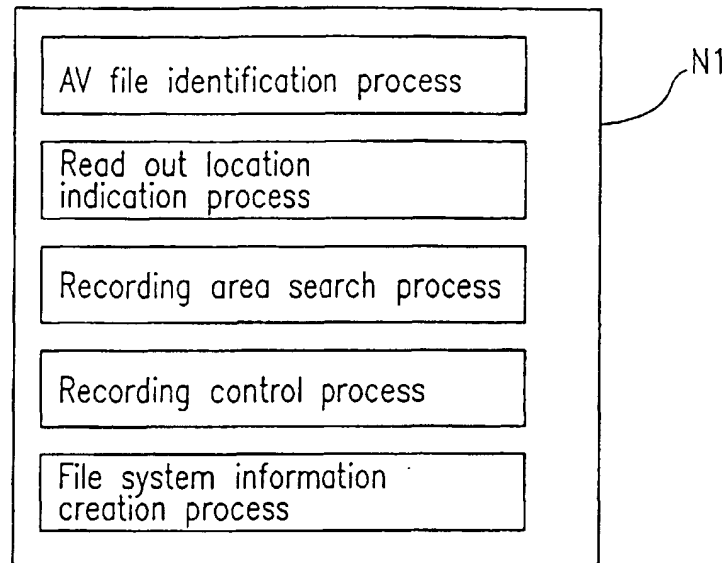 AV file identification process
N1
Read out location
indication process
Recording area search process
Recording control process
File system information
creation process